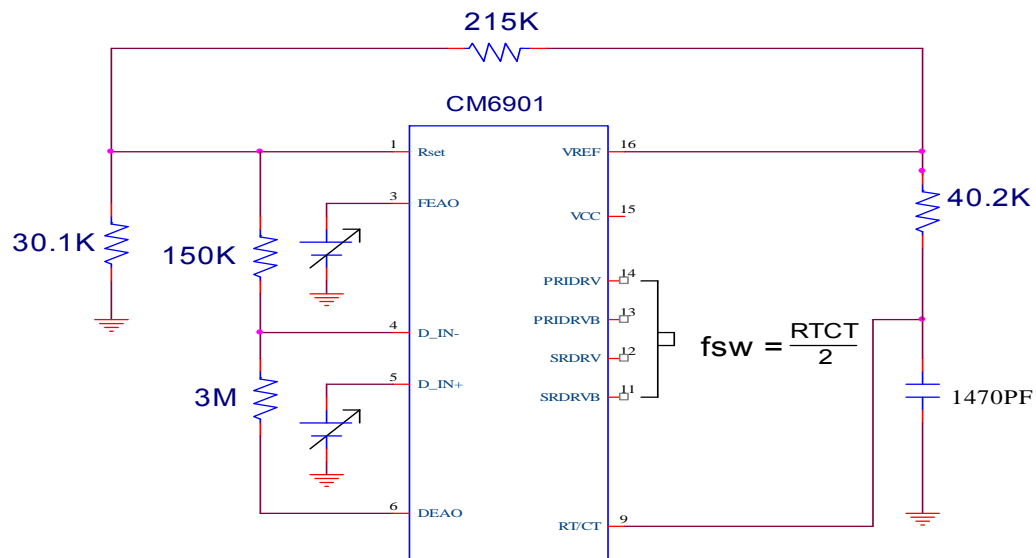 215K
CM6901
1 Rset VREF 16
3 FEAO
VCC 15
40.2K
30.1K
150K
PRIDRV 14
PRIDRVB 13
4 D_IN-
SRDRV 12
fsw = RTCT
2
5 D_IN+
SRDRVB 11
3M
1470PF
6 DEAO
RT/CT 9